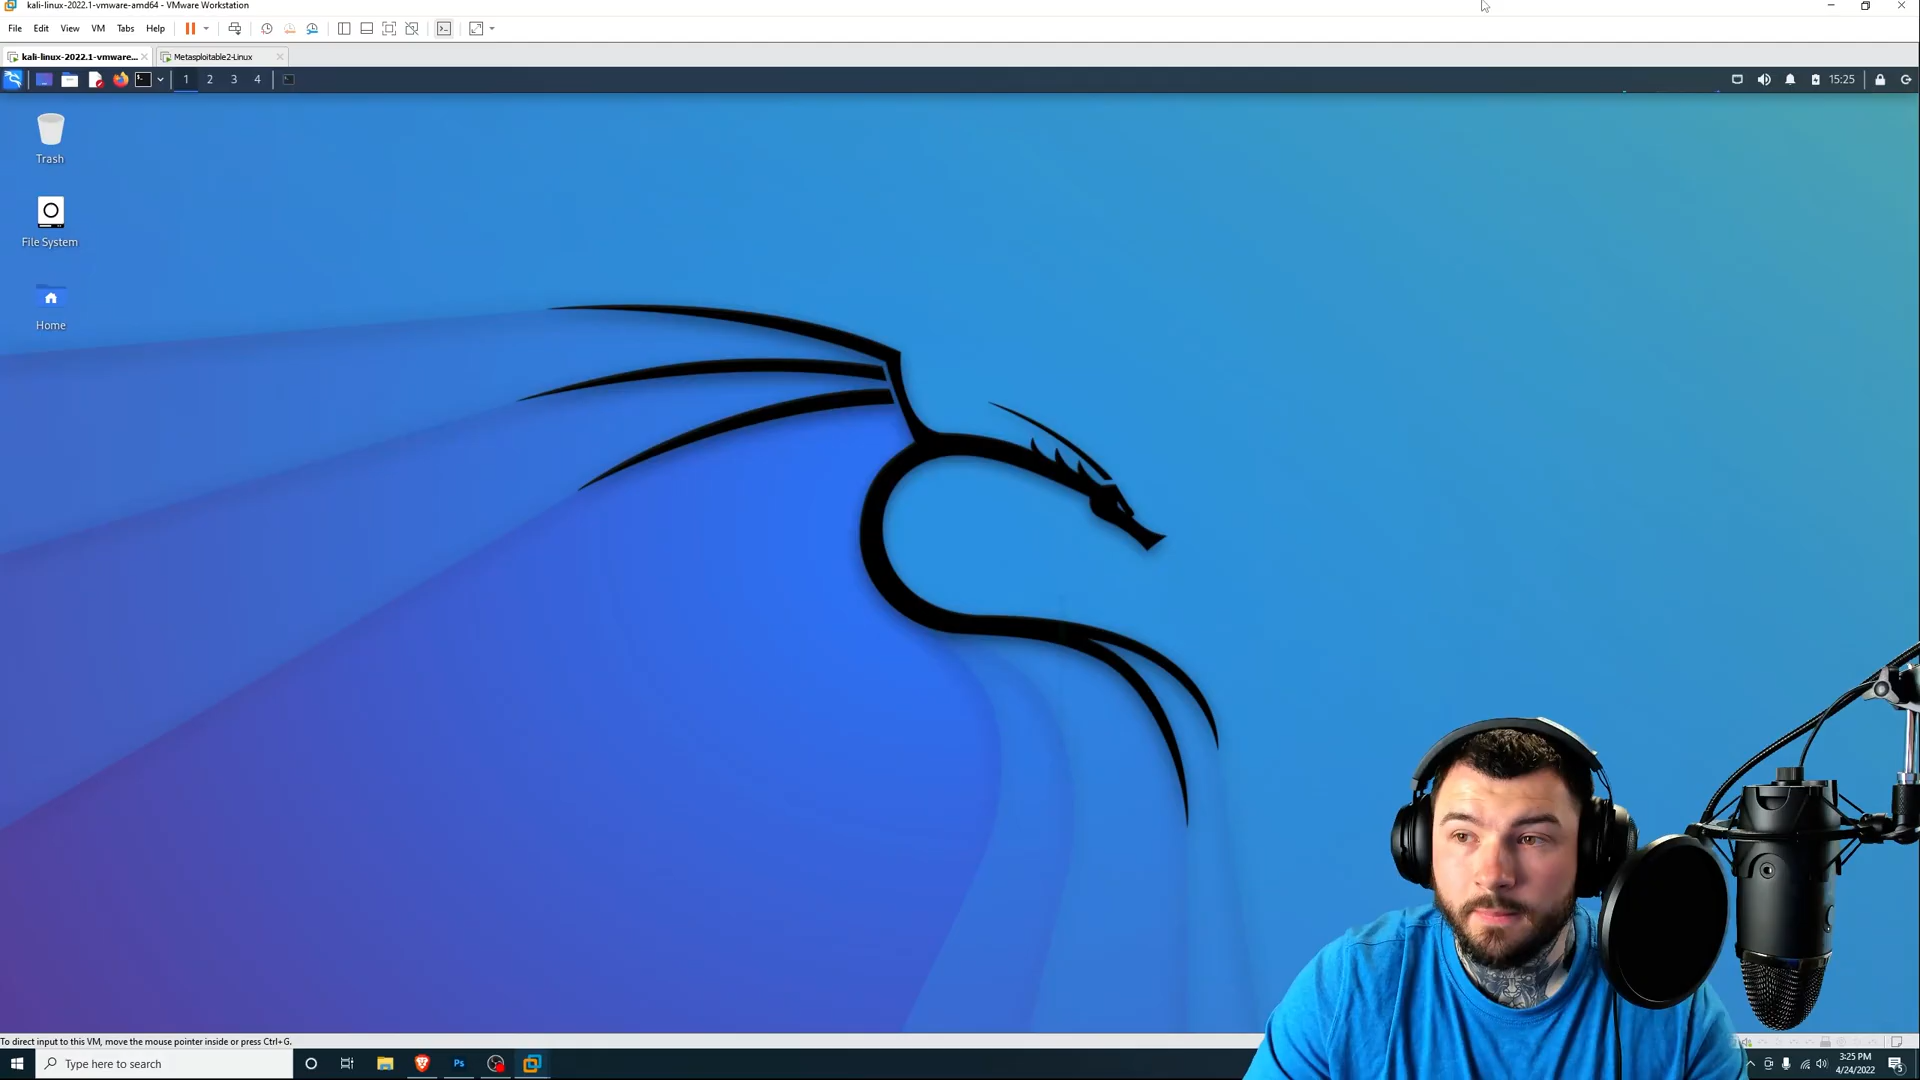 kali-linux-2022.1-vmware-amd64 - VMware Workstation
File Edit View VM Tabs Help
kali-linux-2022.1-vmware...
Metasploitable2-Linux
1 2 3 4
15:25
Trash
File System
Home
To direct input to this VM, move the mouse pointer inside or press Ctrl+G.
Type here to search
Ps
3:25 PM
4/24/2022
5